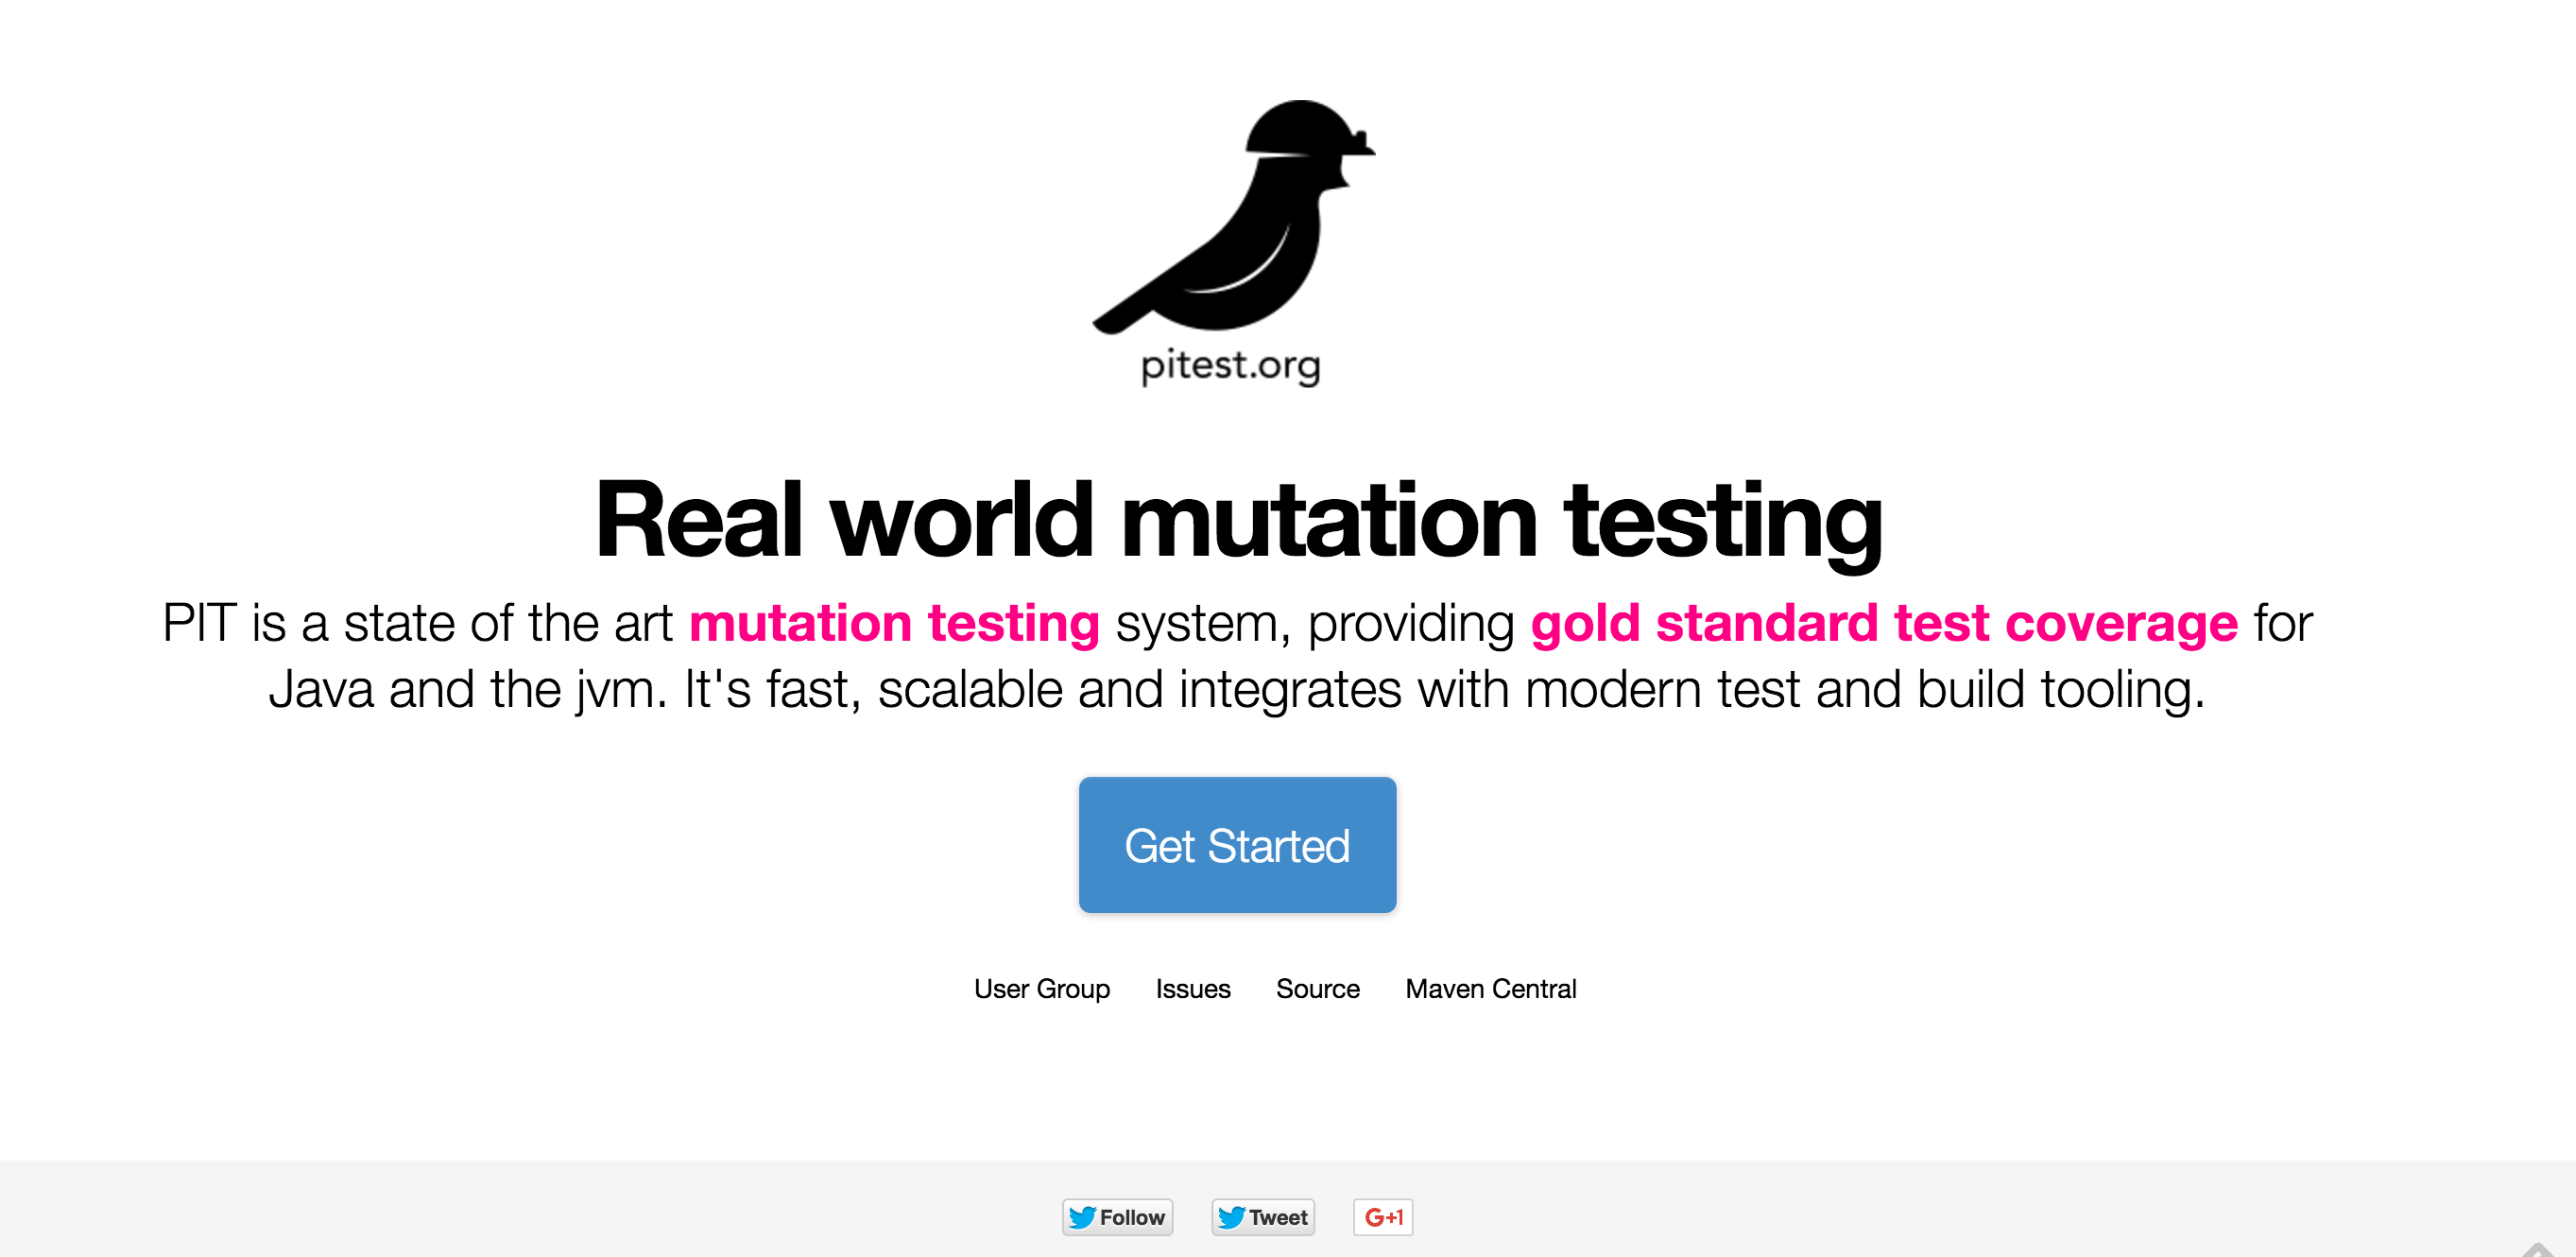 pitest.org
Real world mutation testing
PIT is a state of the art mutation testing system, providing gold standard test coverage for
Java and the jvm. It's fast, scalable and integrates with modern test and build tooling.
Get Started
User Group Issues Source Maven Central
Follow Tweet G+1